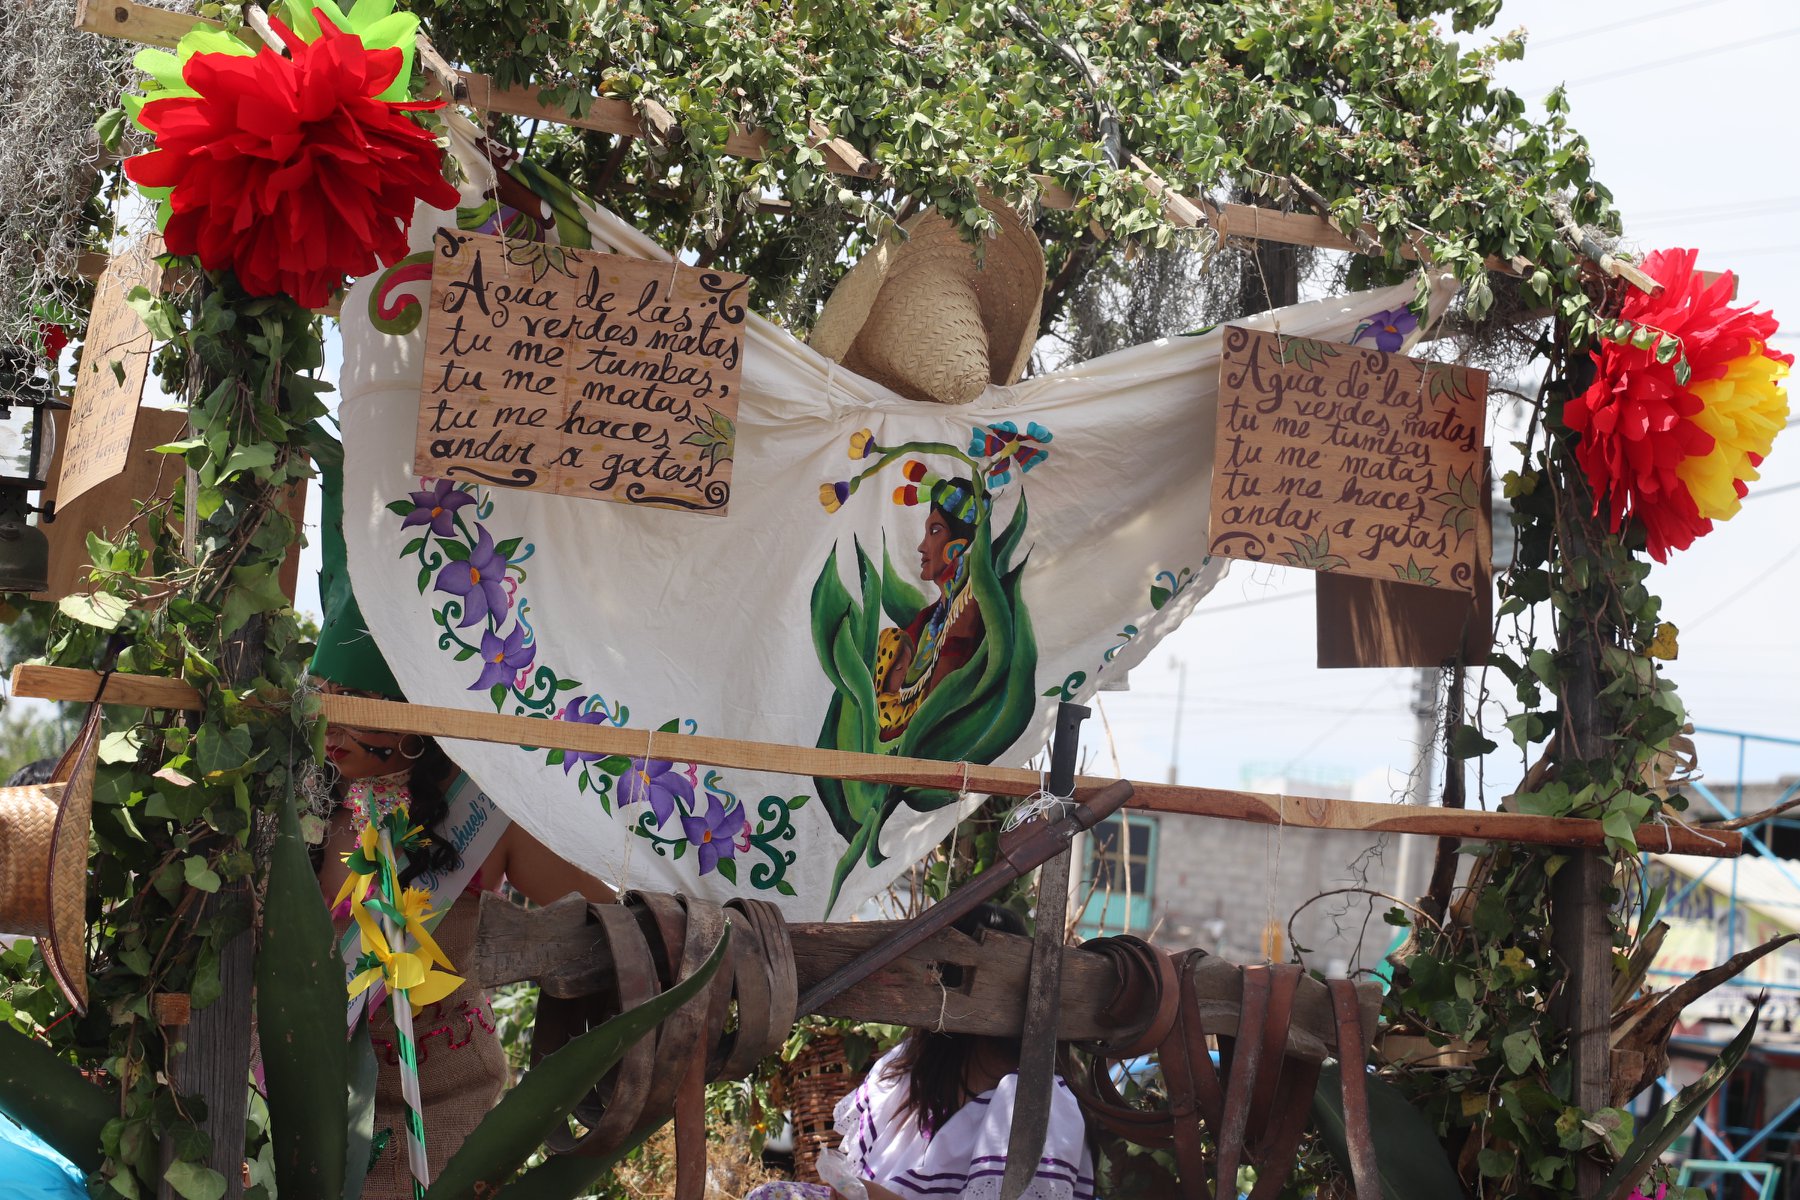 Agua de las
verdes matas
tu me tumbas,
tu me matas
tu me haces
andar a gatas
Agua de las
verdes matas
tu me tumbas
tu me matas
tu me haces
andar a gatas